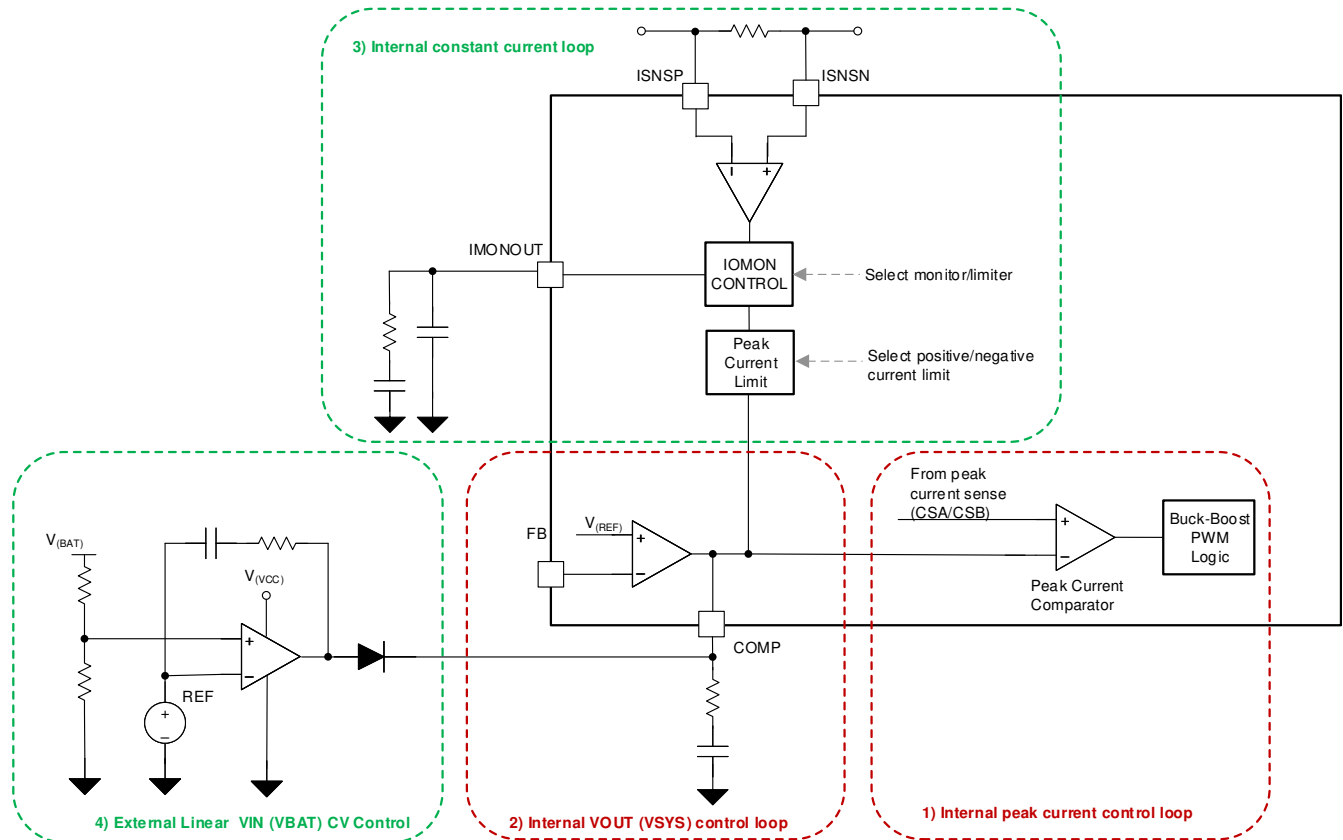 3) Internal constant current loop
ISNSP
ISNSN
IMONOUT
IOMON
CONTROL
Select monitor/limiter
Peak
Current
Limit
Select positive/negative
current limit
From peak
current sense
(CSA/CSB)
Buck-Boost
PWM
Logic
Peak Current
Comparator
FB
V(REF)
COMP
V(BAT)
V(VCC)
REF
4) External Linear VIN (VBAT) CV Control
2) Internal VOUT (VSYS) control loop
1) Internal peak current control loop